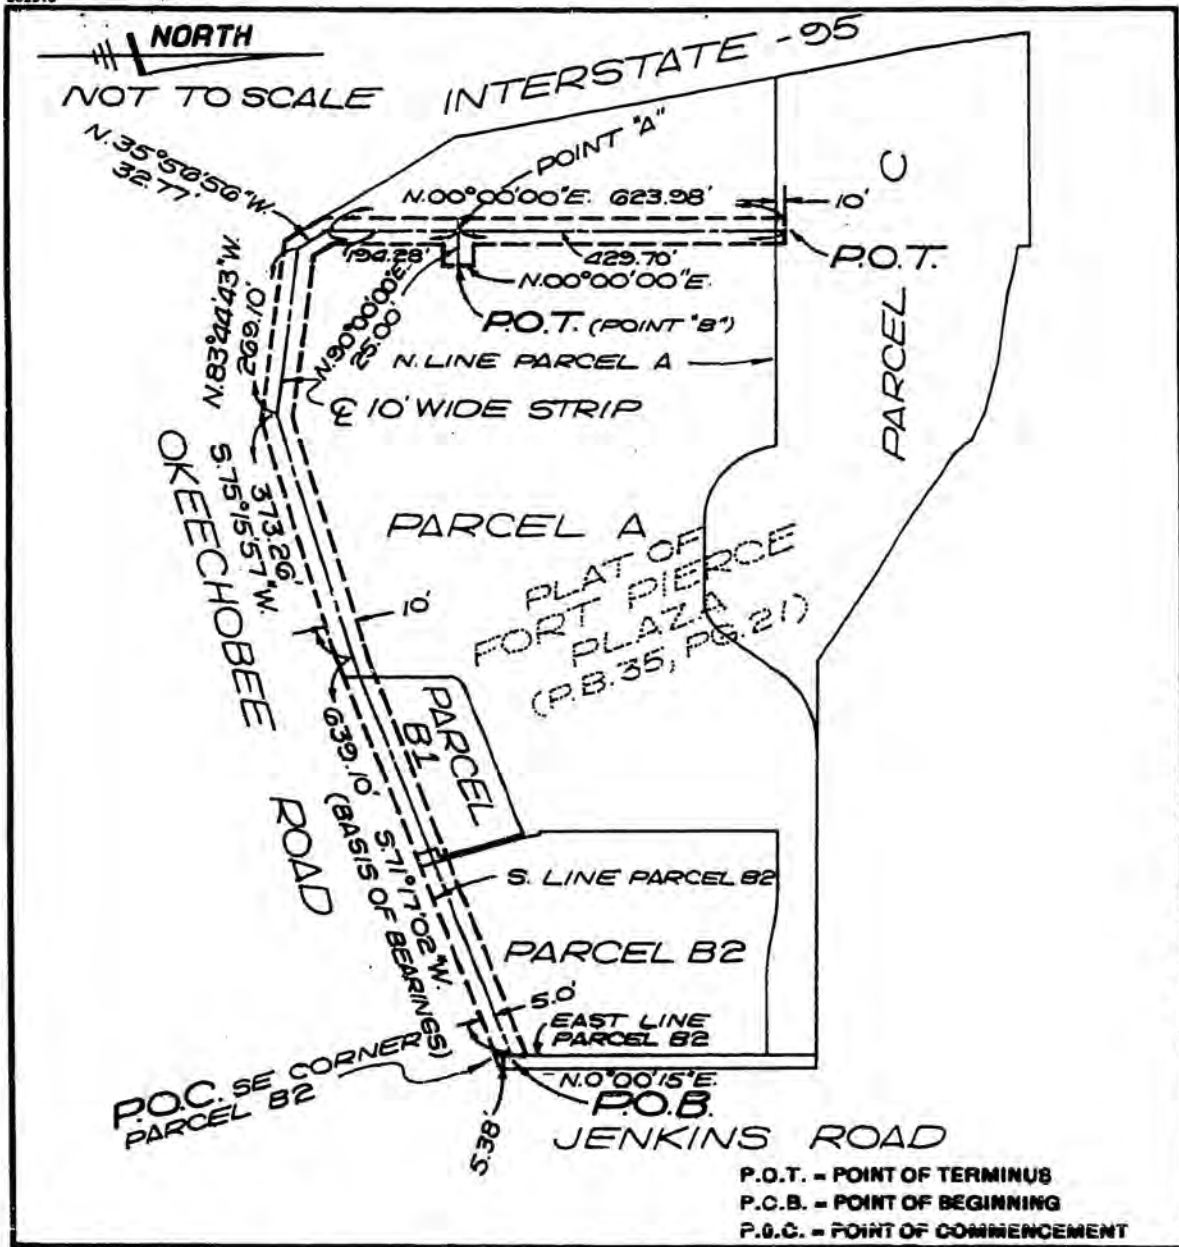 NORTH
NOT TO SCALE
INTERSTATE - 95
N. 35°56'56"W.
32.77'
POINT "A"
N.00°00'00"E. 623.98'
10'
PARCEL C
194.28'
429.70'
P.O.T.
N.00°00'00"E.
N.90°00'00"E.
25.00'
P.O.T. (POINT "B")
N.83°44'43"W.
269.10'
N. LINE PARCEL A
℄ 10' WIDE STRIP
OKEECHOBEE
ROAD
373.26'
S.75°15'57"W.
PARCEL A
PLAT OF
FORT PIERCE
PLAZA
(P.B. 35, PG. 21)
10'
PARCEL
B1
639.10'
S.71°17'02"W.
(BASIS OF BEARINGS)
S. LINE PARCEL B2
PARCEL B2
5.0'
EAST LINE
PARCEL B2
P.O.C. SE CORNER
PARCEL B2
N.0°00'15"E.
P.O.B.
5.38'
JENKINS ROAD
P.O.T. = POINT OF TERMINUS
P.O.B. = POINT OF BEGINNING
P.O.C. = POINT OF COMMENCEMENT